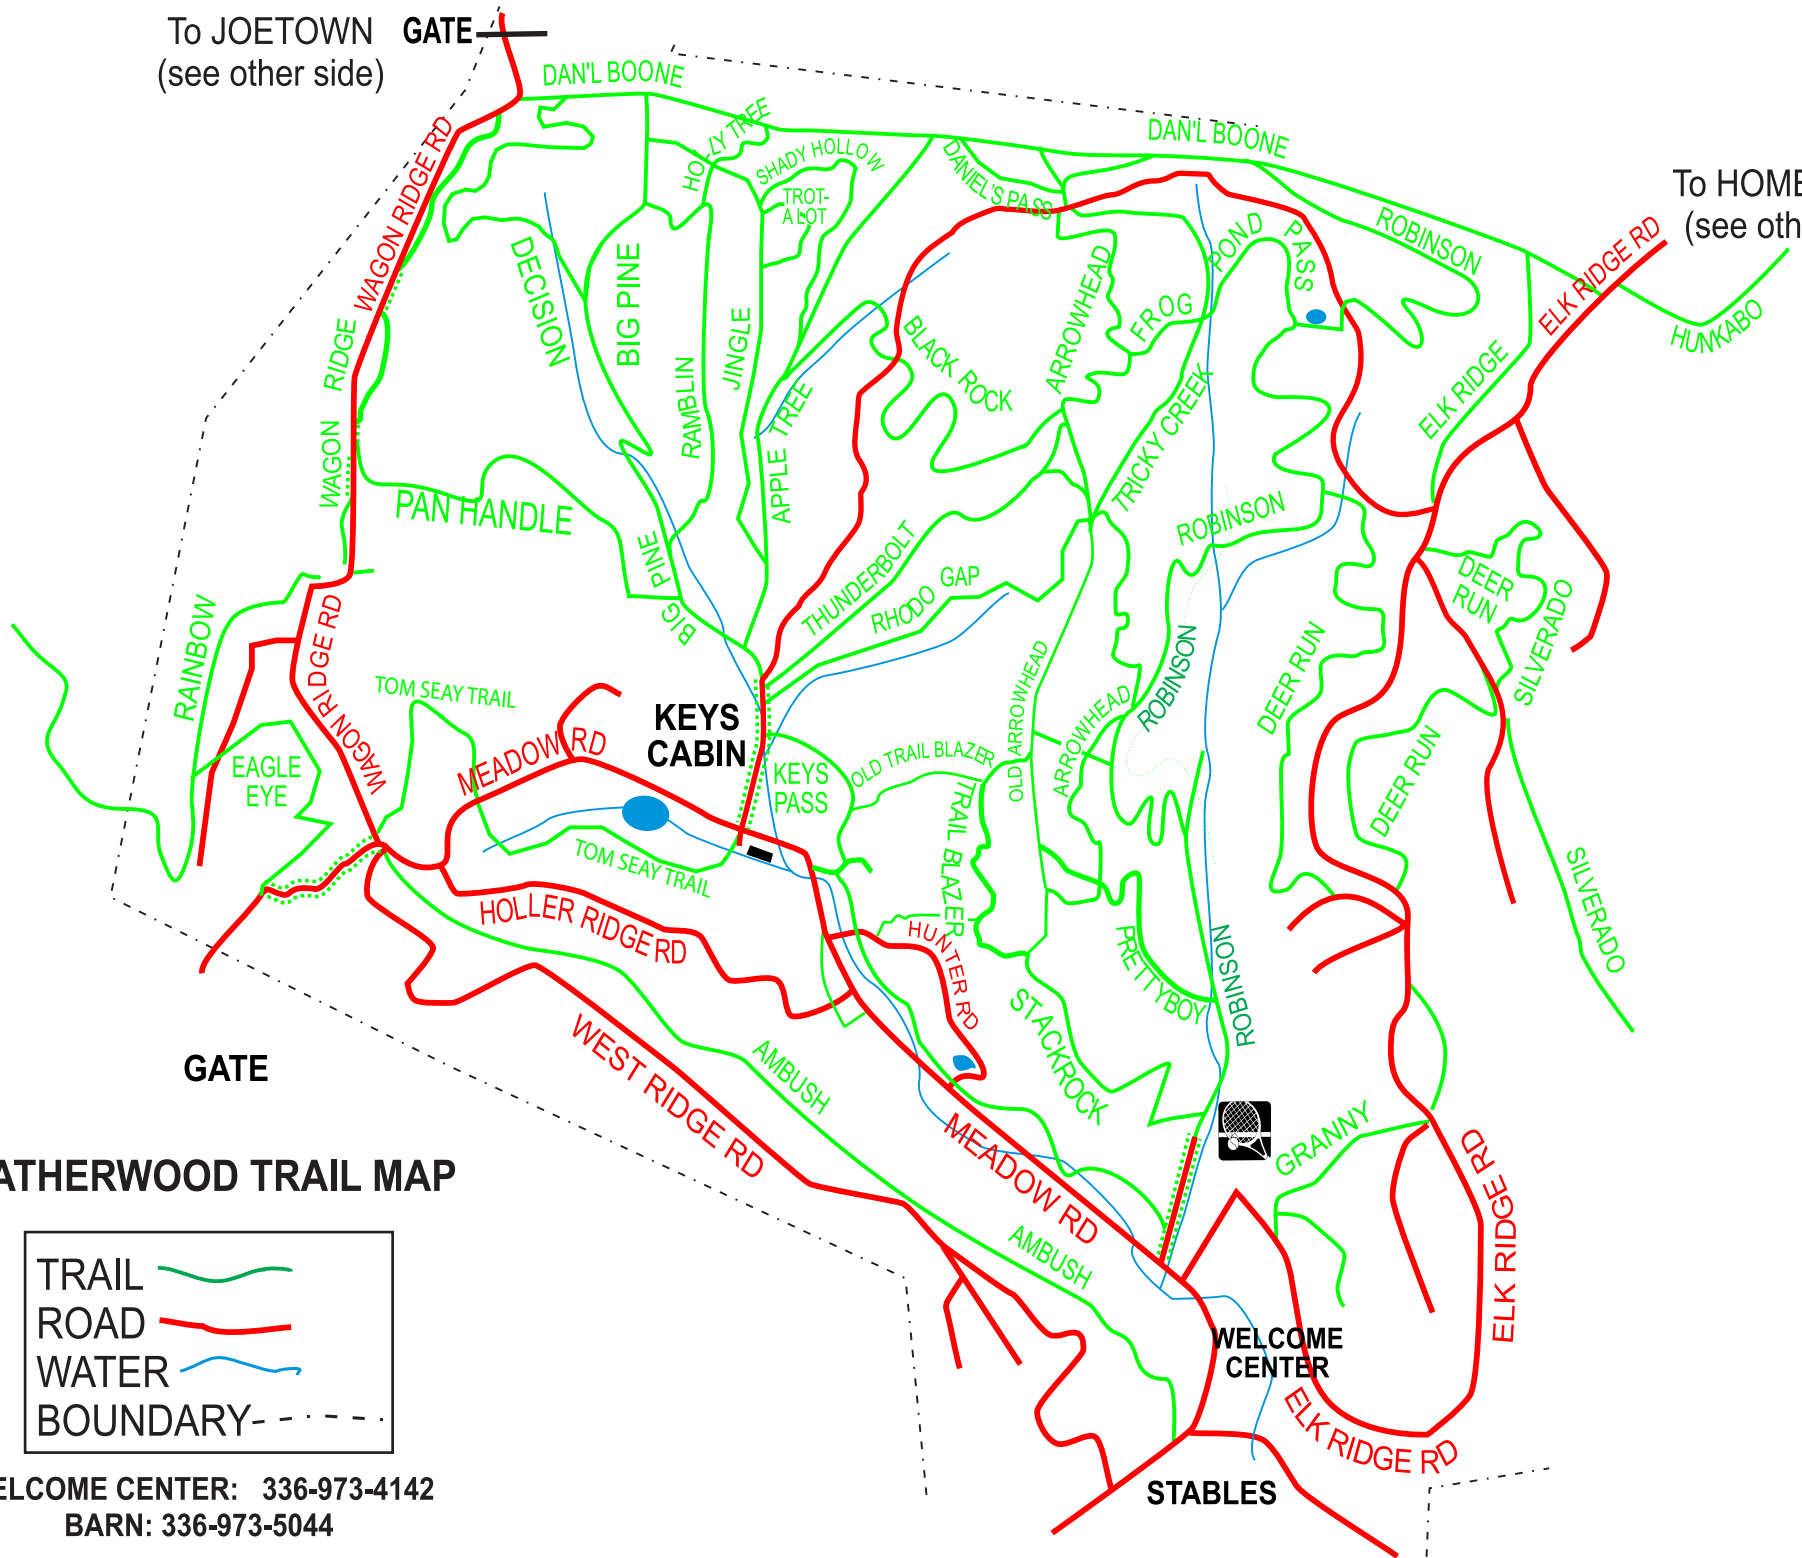 To JOETOWN
(see other side)
GATE
DAN'L BOONE
DAN'L BOONE
To HOME
(see oth
WAGON RIDGE RD
HOLLY TREE
SHADY HOLLOW
TROT-
A LOT
DANIEL'S PASS
ROBINSON
ELK RIDGE RD
HUNKABO
DECISION
BIG PINE
RAMBLIN
JINGLE
APPLE TREE
BLACK ROCK
ARROWHEAD
FROG
POND
PASS
TRICKY CREEK
ELK RIDGE
WAGON RIDGE
PAN HANDLE
ROBINSON
BIG PINE
THUNDERBOLT
RHODO GAP
DEER
RUN
SILVERADO
RAINBOW
WAGON RIDGE RD
TOM SEAY TRAIL
MEADOW RD
KEYS
CABIN
KEYS
PASS
OLD TRAIL BLAZER
OLD ARROWHEAD
ARROWHEAD
ROBINSON
DEER RUN
DEER RUN
EAGLE
EYE
TOM SEAY TRAIL
TRAIL BLAZER
SILVERADO
HOLLER RIDGE RD
HUNTER RD
PRETTYBOY
ROBINSON
STACKROCK
WEST RIDGE RD
AMBUSH
GATE
MEADOW RD
GRANNY
ELK RIDGE RD
ELK RIDGE RD
AMBUSH
WELCOME
CENTER
ELK RIDGE RD
STABLES
ATHERWOOD TRAIL MAP
TRAIL
ROAD
WATER
BOUNDARY
ELCOME CENTER: 336-973-4142
BARN: 336-973-5044